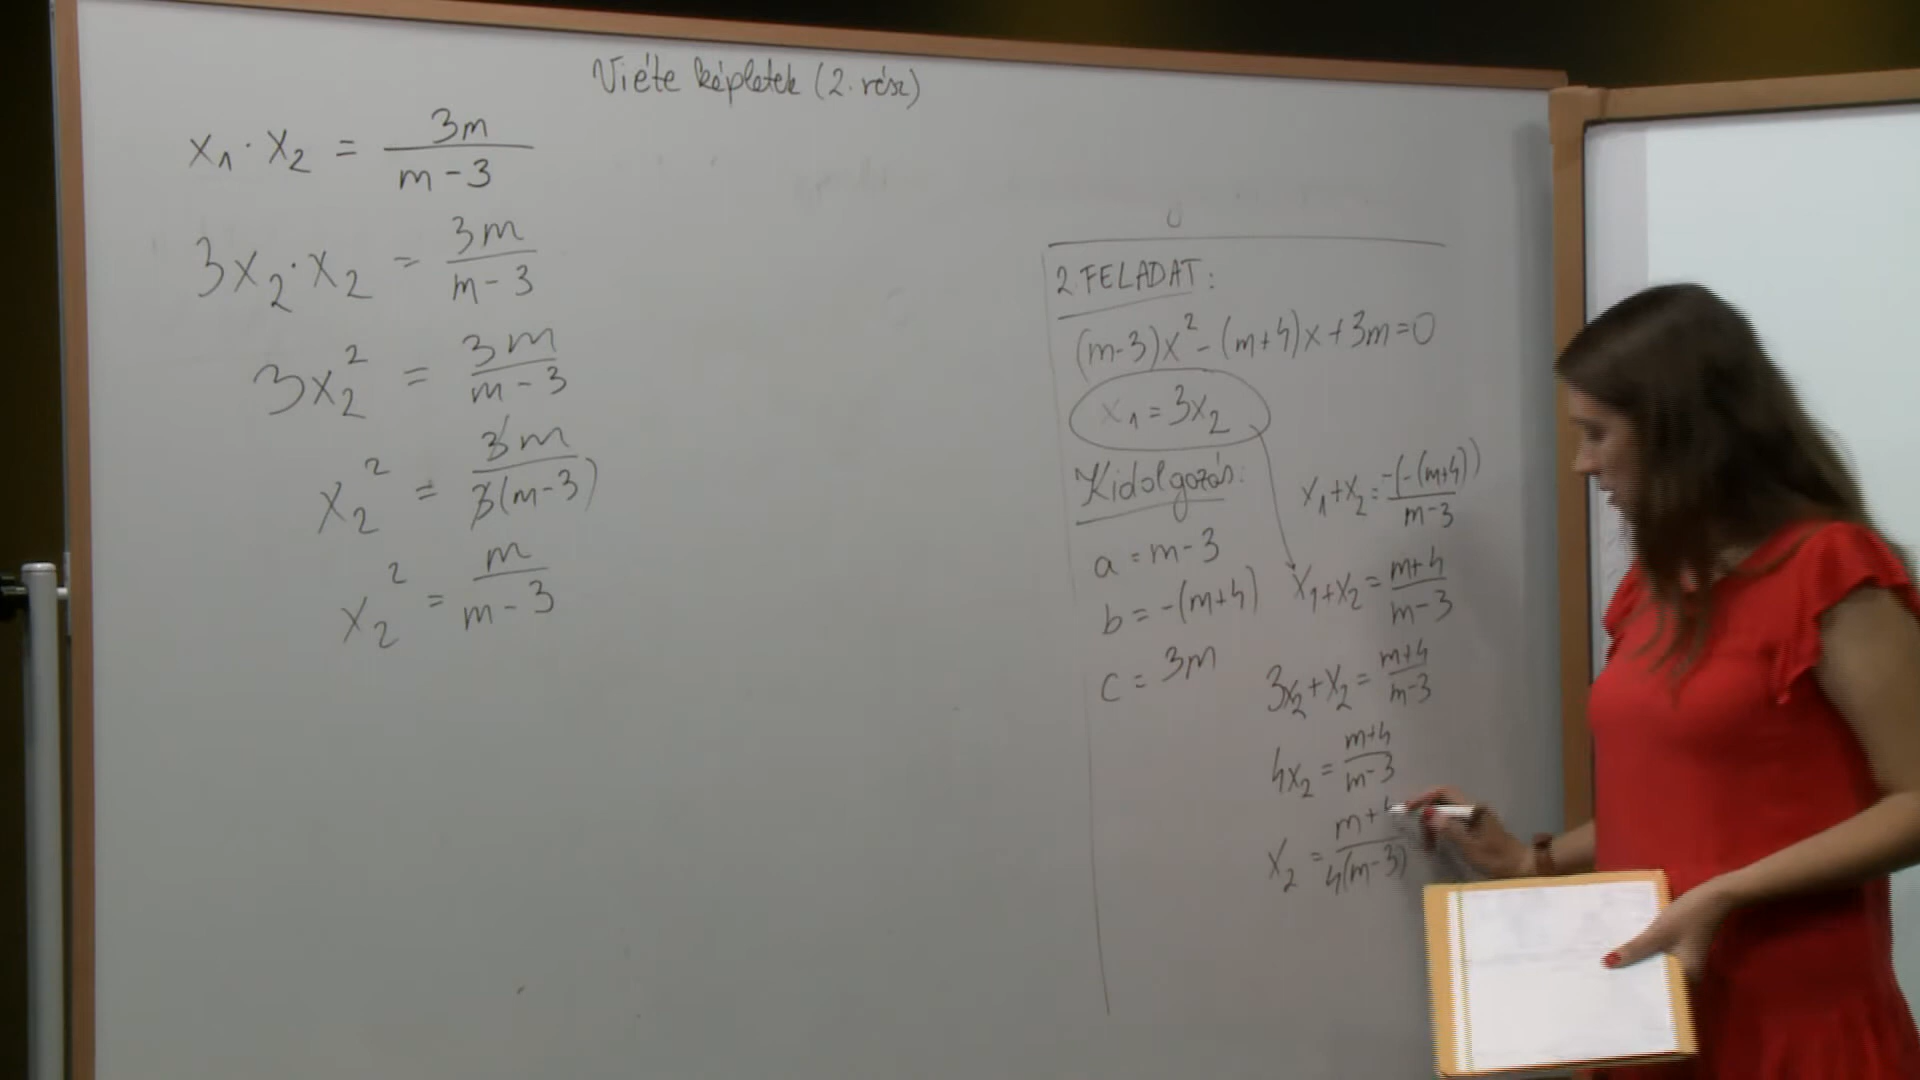 Viéte képletek (2. rész)
x₁ · x₂ = 3m / (m-3)
3x₂ · x₂ = 3m / (m-3)
3x₂² = 3m / (m-3)
x₂² = 3m / 3(m-3)
x₂² = m / (m-3)
2. FELADAT:
(m-3)x² - (m+4)x + 3m = 0
x₁ = 3x₂
Kidolgozás:
a = m-3
b = -(m+4)
c = 3m
x₁+x₂ = -(-(m+4)) / (m-3)
x₁+x₂ = (m+4) / (m-3)
3x₂+x₂ = (m+4) / (m-3)
4x₂ = (m+4) / (m-3)
x₂ = (m+4) / 4(m-3)